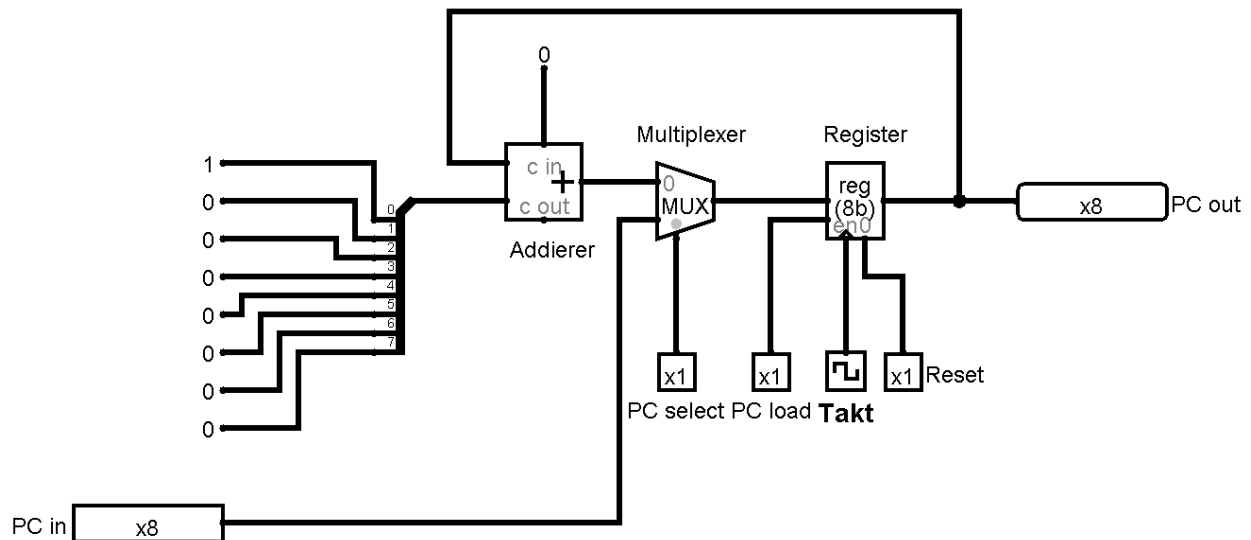 0
Multiplexer
Register
1
0
0
0
0
0
0
0
0
1
2
3
4
5
6
7
c in
+
c out
Addierer
0
MUX
reg
(8b)
en0
x8
PC out
x1
PC select
x1
PC load
Takt
x1
Reset
PC in
x8